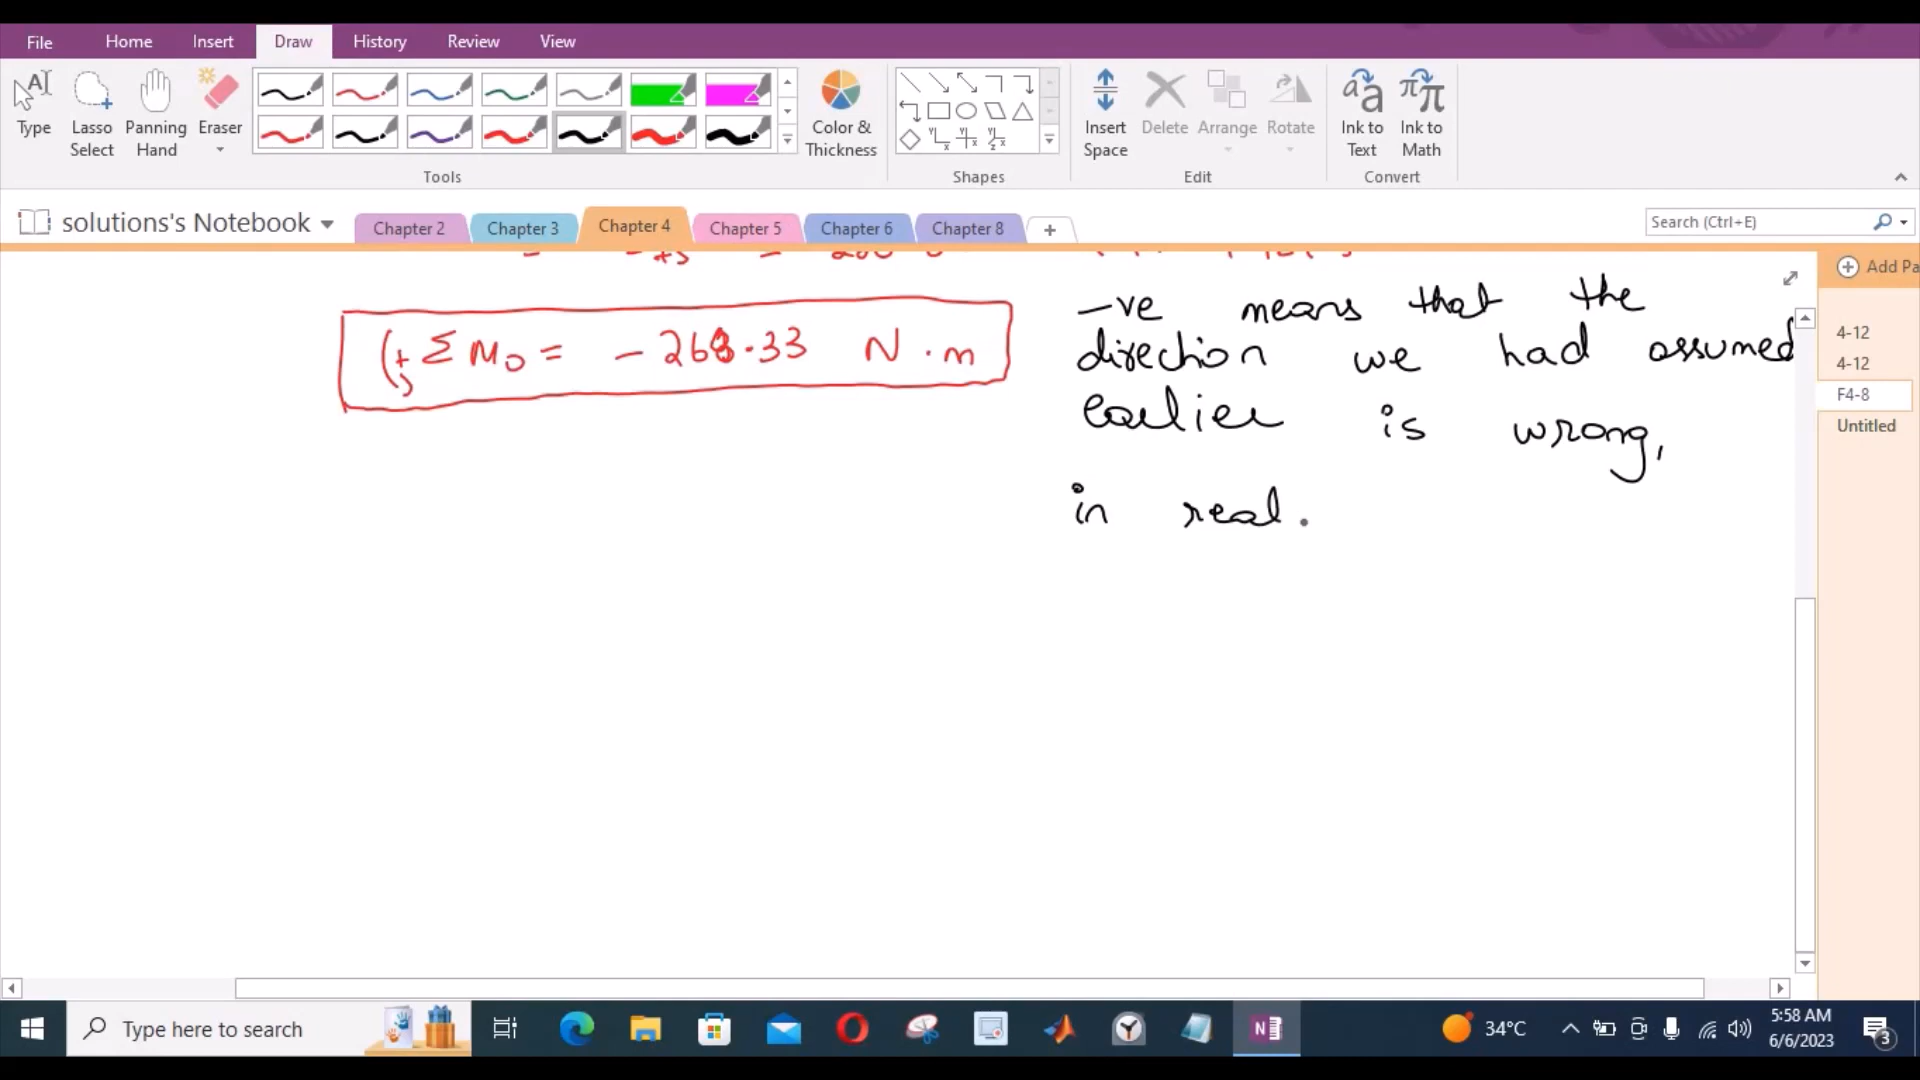 File Home Insert Draw History Review View
Type
Lasso Select
Panning Hand
Eraser
Color & Thickness
Insert Space
Delete
Arrange
Rotate
Ink to Text
Ink to Math
Tools
Shapes
Edit
Convert
solutions's Notebook
Chapter 2 Chapter 3 Chapter 4 Chapter 5 Chapter 6 Chapter 8
Search (Ctrl+E)
Add Pa
4-12
4-12
F4-8
Untitled
(+ Σ M₀ = - 268.33 N.m
-ve means that the
direction we had assumed
earlier is wrong,
in real.
Type here to search
34°C
5:58 AM
6/6/2023
3